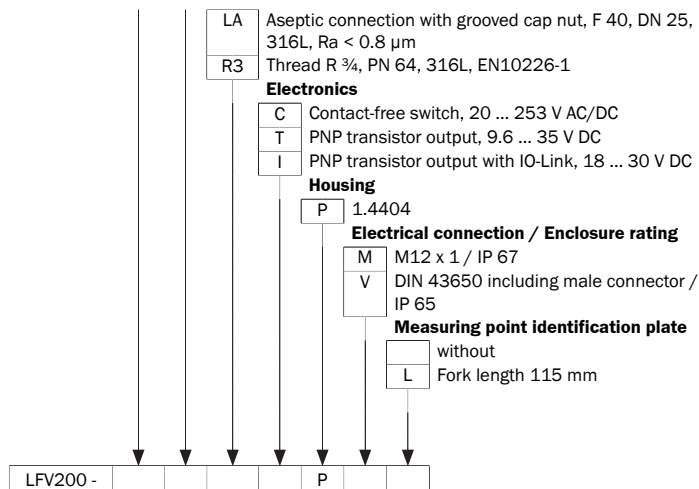 LA Aseptic connection with grooved cap nut, F 40, DN 25,
316L, Ra < 0.8 µm
R3 Thread R ¾, PN 64, 316L, EN10226-1
Electronics
C Contact-free switch, 20 ... 253 V AC/DC
T PNP transistor output, 9.6 ... 35 V DC
I PNP transistor output with IO-Link, 18 ... 30 V DC
Housing
P 1.4404
Electrical connection / Enclosure rating
M M12 x 1 / IP 67
V DIN 43650 including male connector /
IP 65
Measuring point identification plate
without
L Fork length 115 mm
LFV200 - P